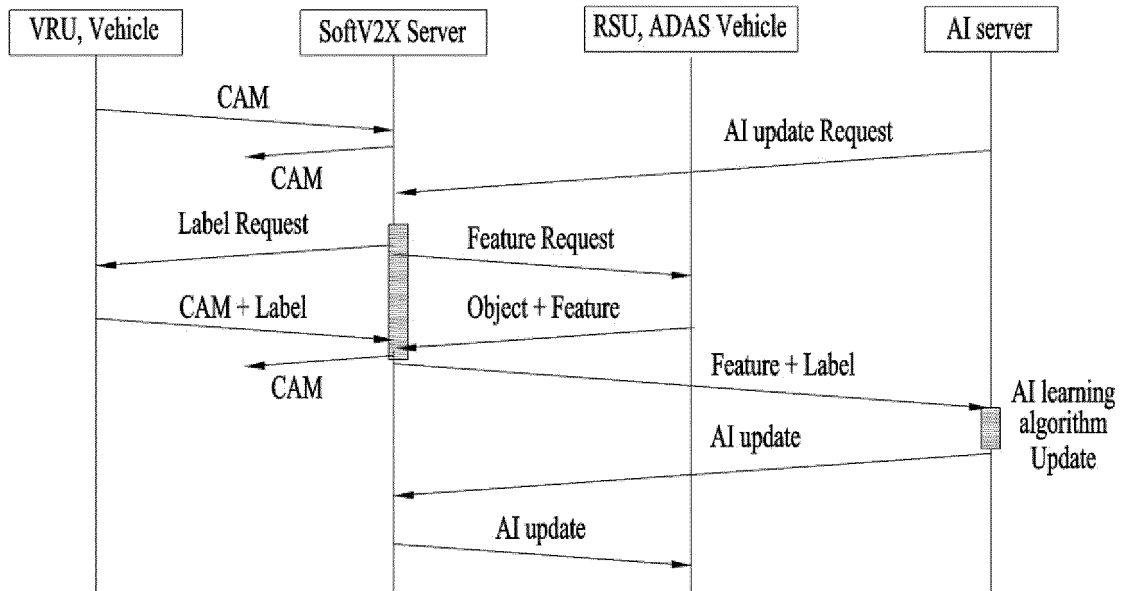 VRU, Vehicle
SoftV2X Server
RSU, ADAS Vehicle
AI server
CAM
AI update Request
CAM
Label Request
Feature Request
CAM + Label
Object + Feature
CAM
Feature + Label
AI learning
algorithm
Update
AI update
AI update